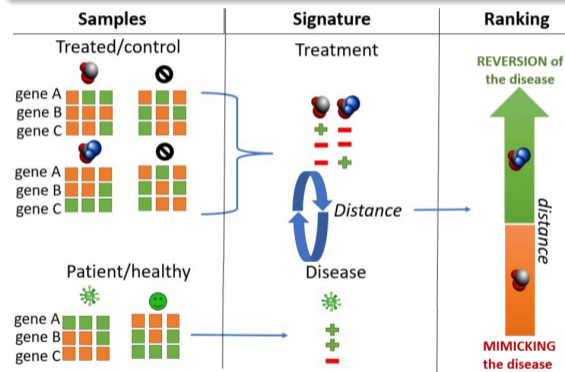 Samples
Signature
Ranking
Treated/control
Treatment
REVERSION of
the disease
gene A
gene B
gene C
gene A
gene B
gene C
Distance
distance
Patient/healthy
Disease
gene A
gene B
gene C
MIMICKING
the disease